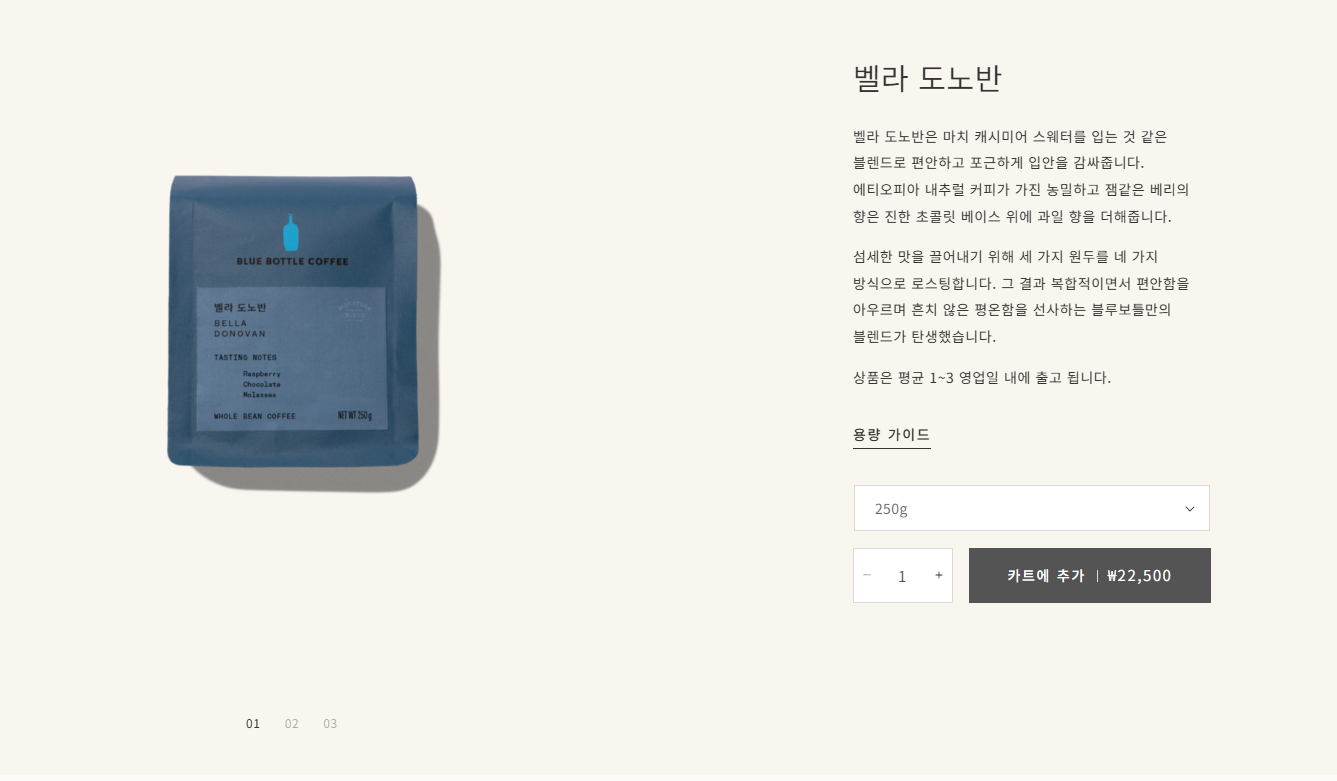 벨라 도노반
벨라 도노반은 마치 캐시미어 스웨터를 입는 것 같은
블렌드로 편안하고 포근하게 입안을 감싸줍니다.
에티오피아 내추럴 커피가 가진 농밀하고 잼같은 베리의
향은 진한 초콜릿 베이스 위에 과일 향을 더해줍니다.
섬세한 맛을 끌어내기 위해 세 가지 원두를 네 가지
방식으로 로스팅합니다. 그 결과 복합적이면서 편안함을
아우르며 흔치 않은 평온함을 선사하는 블루보틀만의
블렌드가 탄생했습니다.
상품은 평균 1~3 영업일 내에 출고 됩니다.
용량 가이드
250g
− 1 +
카트에 추가 | ₩22,500
BLUE BOTTLE COFFEE
벨라 도노반
BELLA
DONOVAN
TASTING NOTES
Raspberry
Chocolate
Molasses
WHOLE BEAN COFFEE
NET WT 250g
01 02 03